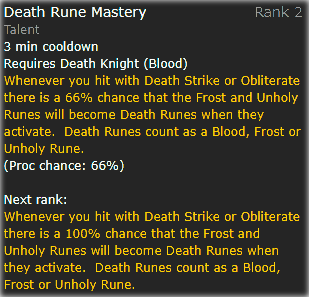 Death Rune Mastery Rank 2
Talent
3 min cooldown
Requires Death Knight (Blood)
Whenever you hit with Death Strike or Obliterate
there is a 66% chance that the Frost and Unholy
Runes will become Death Runes when they
activate.  Death Runes count as a Blood, Frost or
Unholy Rune.
(Proc chance: 66%)
Next rank:
Whenever you hit with Death Strike or Obliterate
there is a 100% chance that the Frost and
Unholy Runes will become Death Runes when
they activate.  Death Runes count as a Blood,
Frost or Unholy Rune.